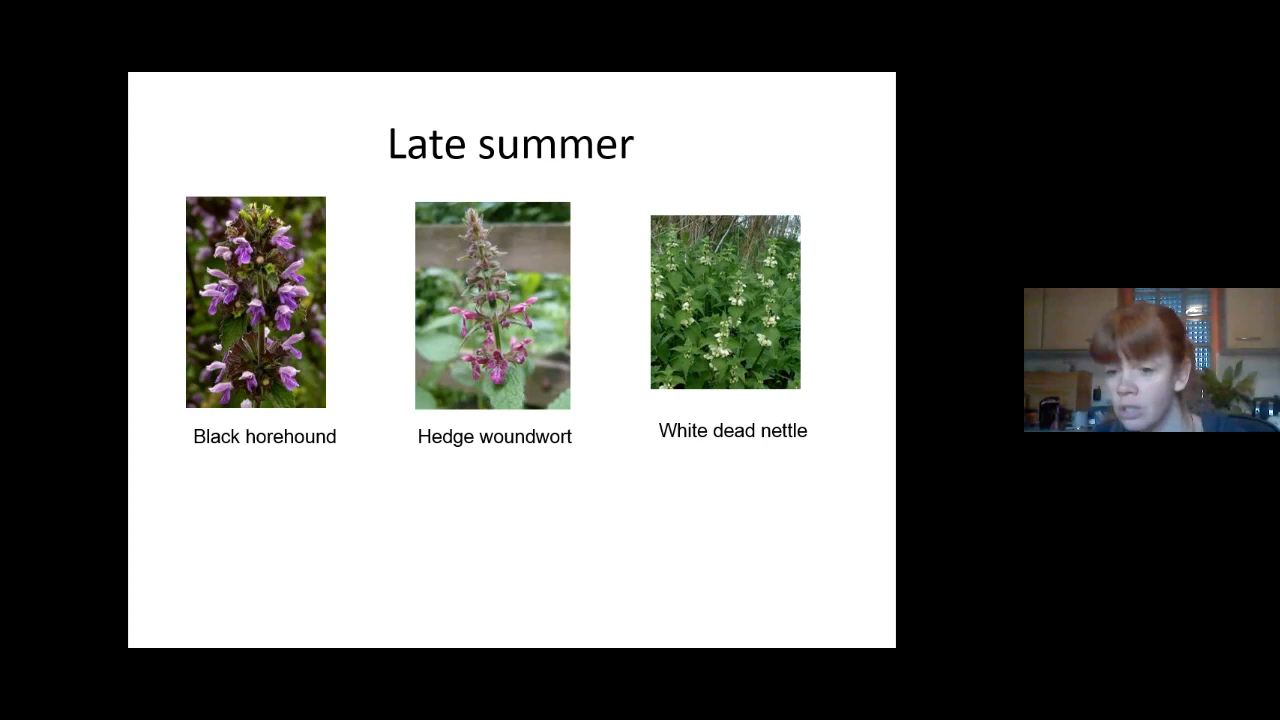 Late summer
Black horehound
Hedge woundwort
White dead nettle